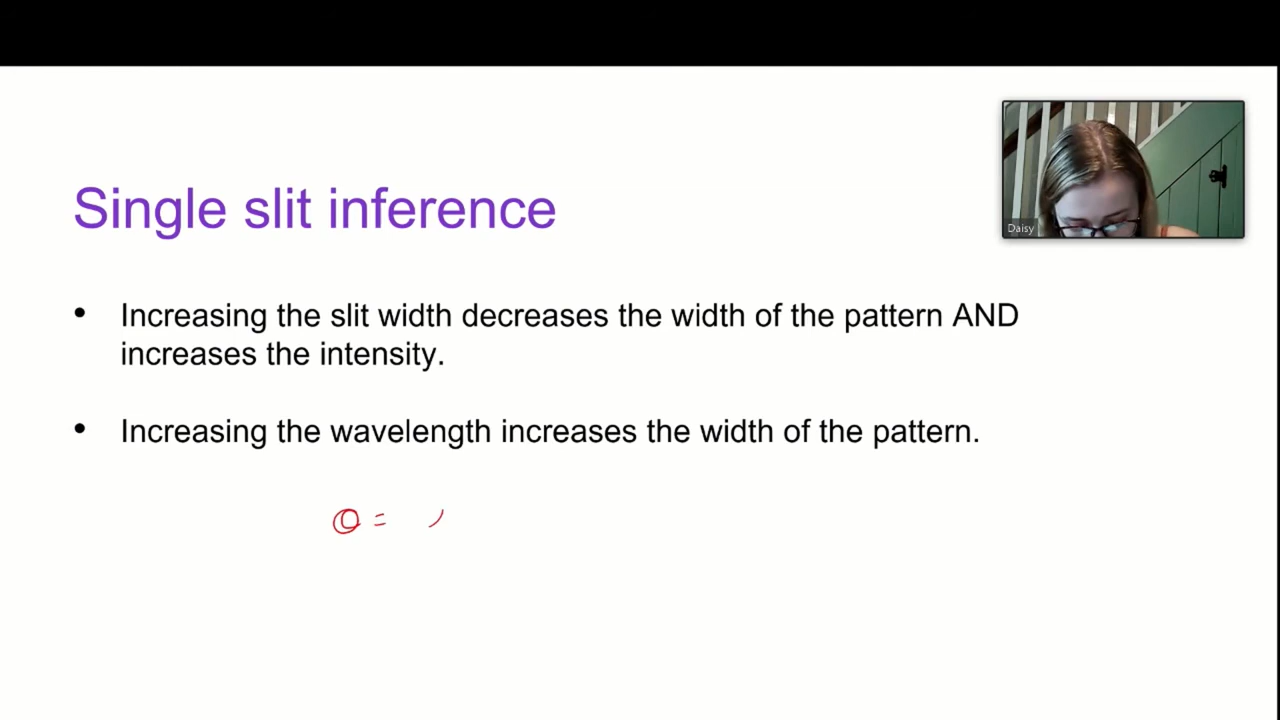 Daisy
Single slit inference
• Increasing the slit width decreases the width of the pattern AND
increases the intensity.
• Increasing the wavelength increases the width of the pattern.